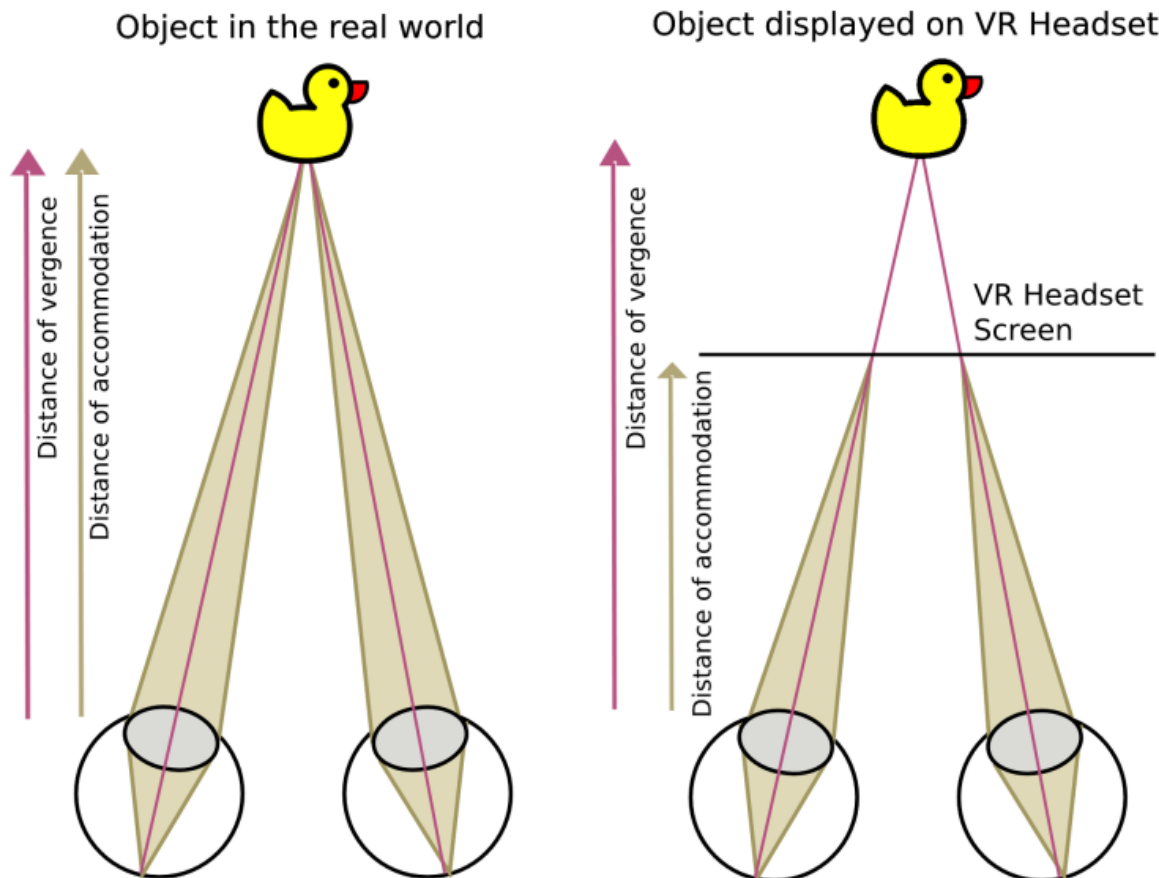 Object in the real world
Distance of vergence
Distance of accommodation
Object displayed on VR Headset
Distance of vergence
Distance of accommodation
VR Headset
Screen